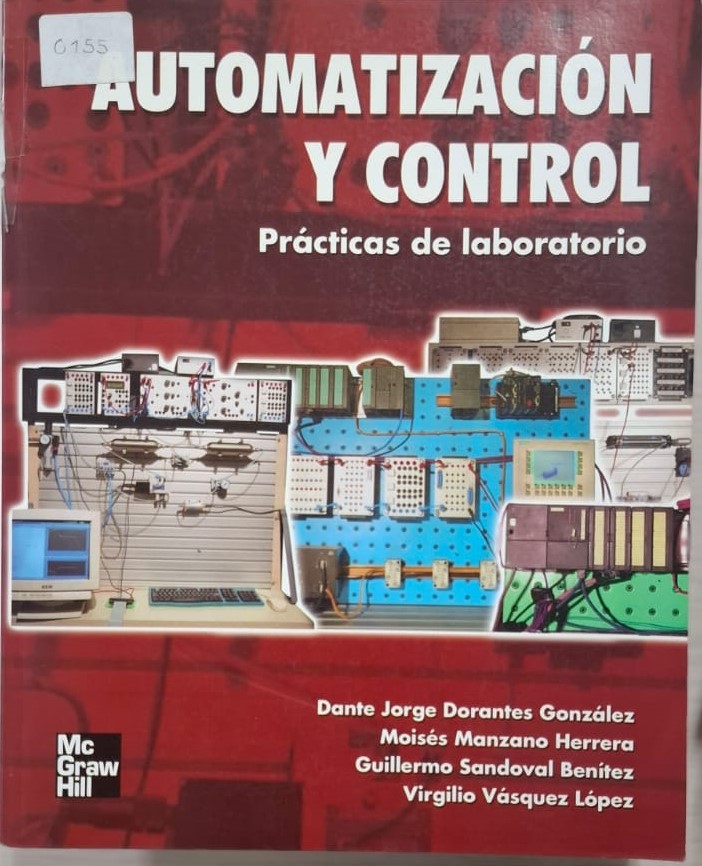 0155
AUTOMATIZACIÓN
Y CONTROL
Prácticas de laboratorio
Dante Jorge Dorantes González
Moisés Manzano Herrera
Guillermo Sandoval Benítez
Virgilio Vásquez López
Mc
Graw
Hill